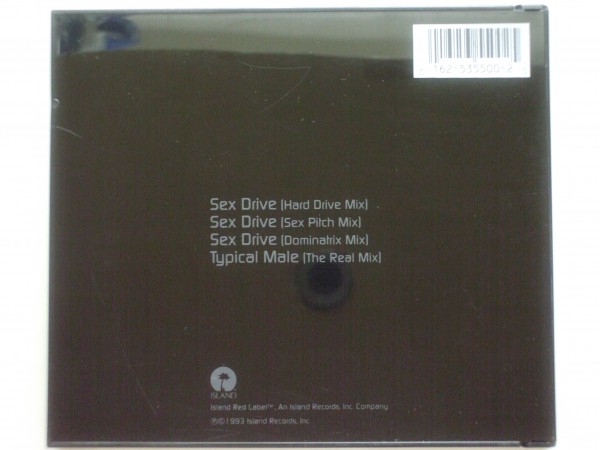 162-535500-2
Sex Drive (Hard Drive Mix)
Sex Drive (Sex Pitch Mix)
Sex Drive (Dominatrix Mix)
Typical Male (The Real Mix)
ISLAND
Island Red Label™, An Island Records, Inc. Company
℗©1993 Island Records, Inc